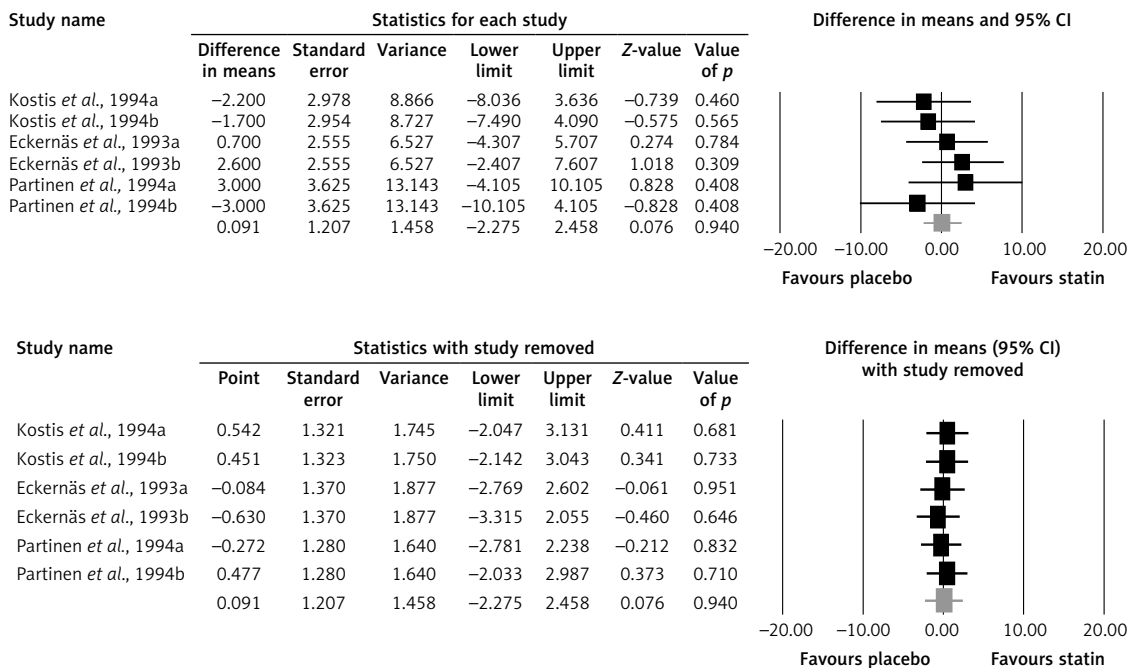 Study name Statistics for each study Difference in means and 95% CI
Difference in means Standard error Variance Lower limit Upper limit Z-value Value of p
Kostis et al., 1994a −2.200 2.978 8.866 −8.036 3.636 −0.739 0.460
Kostis et al., 1994b −1.700 2.954 8.727 −7.490 4.090 −0.575 0.565
Eckernäs et al., 1993a 0.700 2.555 6.527 −4.307 5.707 0.274 0.784
Eckernäs et al., 1993b 2.600 2.555 6.527 −2.407 7.607 1.018 0.309
Partinen et al., 1994a 3.000 3.625 13.143 −4.105 10.105 0.828 0.408
Partinen et al., 1994b −3.000 3.625 13.143 −10.105 4.105 −0.828 0.408
0.091 1.207 1.458 −2.275 2.458 0.076 0.940
−20.00 −10.00 0.00 10.00 20.00
Favours placebo Favours statin
Study name Statistics with study removed Difference in means (95% CI) with study removed
Point Standard error Variance Lower limit Upper limit Z-value Value of p
Kostis et al., 1994a 0.542 1.321 1.745 −2.047 3.131 0.411 0.681
Kostis et al., 1994b 0.451 1.323 1.750 −2.142 3.043 0.341 0.733
Eckernäs et al., 1993a −0.084 1.370 1.877 −2.769 2.602 −0.061 0.951
Eckernäs et al., 1993b −0.630 1.370 1.877 −3.315 2.055 −0.460 0.646
Partinen et al., 1994a −0.272 1.280 1.640 −2.781 2.238 −0.212 0.832
Partinen et al., 1994b 0.477 1.280 1.640 −2.033 2.987 0.373 0.710
0.091 1.207 1.458 −2.275 2.458 0.076 0.940
−20.00 −10.00 0.00 10.00 20.00
Favours placebo Favours statin